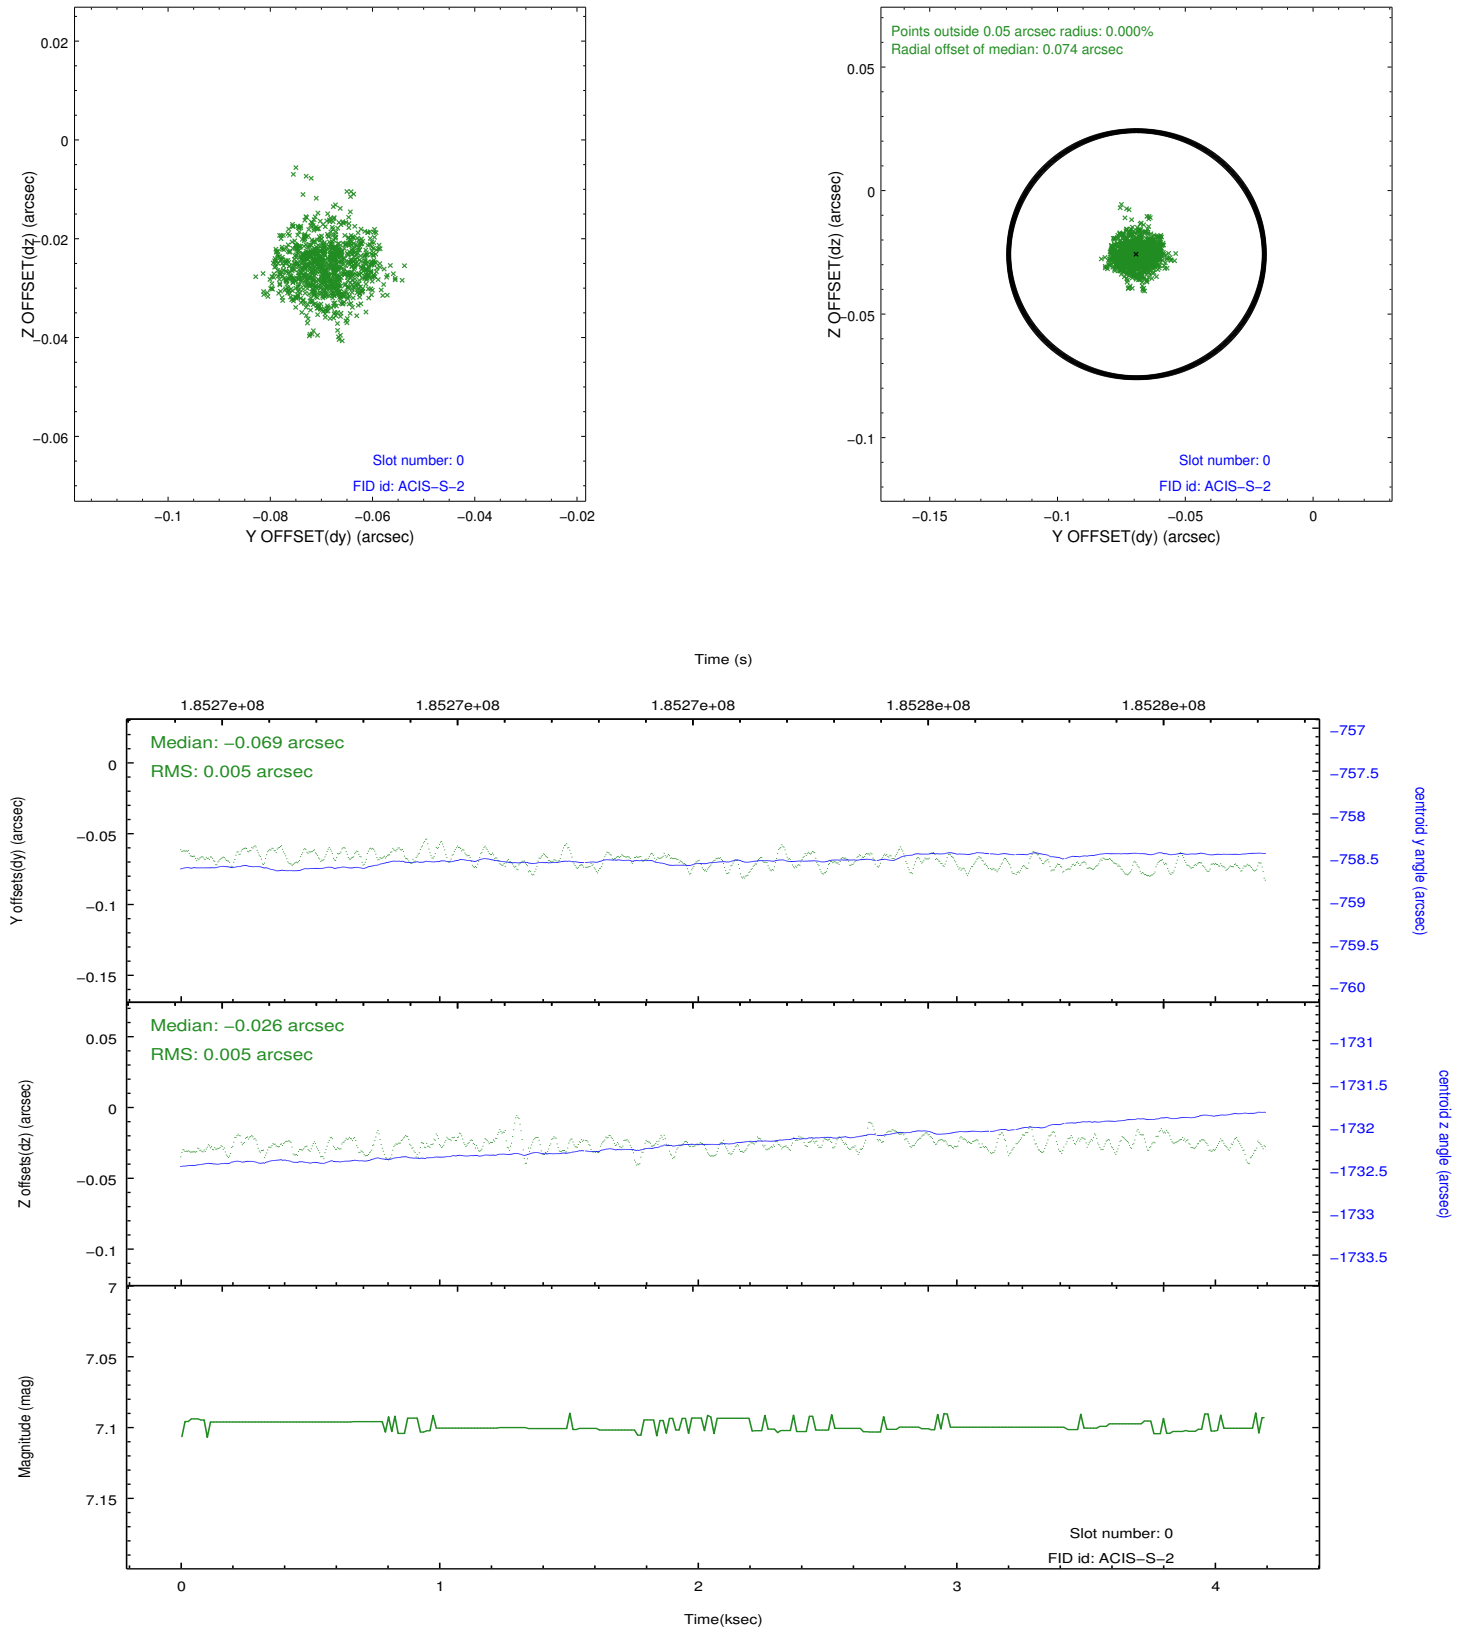 0.02
0
−0.02
−0.04
−0.06
Z OFFSET(dz) (arcsec)
Slot number: 0
FID id: ACIS−S−2
−0.1
−0.08
−0.06
−0.04
−0.02
Y OFFSET(dy) (arcsec)
Points outside 0.05 arcsec radius: 0.000%
Radial offset of median: 0.074 arcsec
0.05
0
−0.05
−0.1
Z OFFSET(dz) (arcsec)
Slot number: 0
FID id: ACIS−S−2
−0.15
−0.1
−0.05
0
Y OFFSET(dy) (arcsec)
Time (s)
1.8527e+08
1.8527e+08
1.8527e+08
1.8528e+08
1.8528e+08
Median: −0.069 arcsec
RMS: 0.005 arcsec
0
−0.05
−0.1
−0.15
Y offsets(dy) (arcsec)
−757
−757.5
−758
−758.5
−759
−759.5
−760
centroid y angle (arcsec)
Median: −0.026 arcsec
RMS: 0.005 arcsec
0.05
0
−0.05
−0.1
Z offsets(dz) (arcsec)
−1731
−1731.5
−1732
−1732.5
−1733
−1733.5
centroid z angle (arcsec)
7
7.05
7.1
7.15
Magnitude (mag)
Slot number: 0
FID id: ACIS−S−2
0
1
2
3
4
Time(ksec)